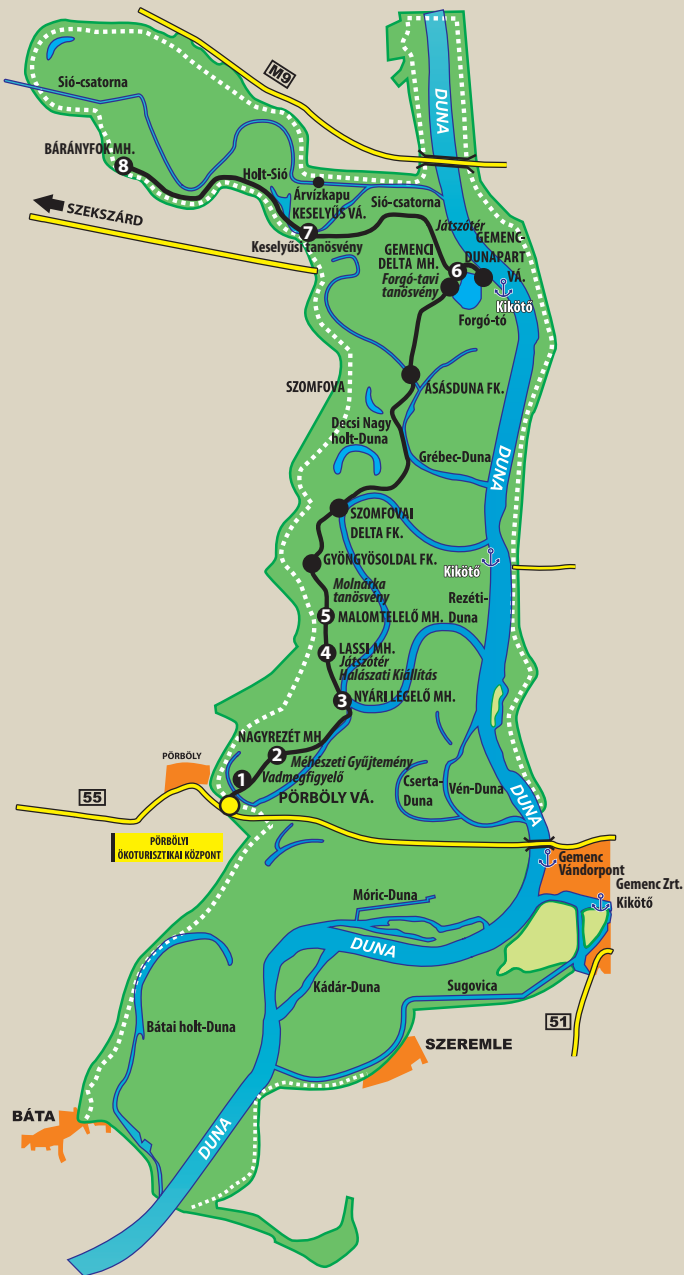 M9
DUNA
Sió-csatorna
BÁRÁNYFOK MH.
8
Holt-Sió
Árvízkapu
KESELYŰS VÁ.
Sió-csatorna
SZEKSZÁRD
7
Keselyűsi tanösvény
Játszótér
GEMENC-
DUNAPART
VÁ.
GEMENCI
DELTA MH.
6
Forgó-tavi
tanösvény
Kikötő
Forgó-tó
SZOMFOVA
ASÁSDUNA FK.
Decsi Nagy
holt-Duna
Grébec-Duna
DUNA
SZOMFOVAI
DELTA FK.
GYÖNGYÖSOLDAL FK.
Kikötő
Molnárka
tanösvény
Rezéti-
Duna
5
MALOMTELELŐ MH.
4
LASSI MH.
Játszótér
Halászati Kiállítás
3
NYÁRI LEGELŐ MH.
NAGYREZÉT MH
2
Méhészeti Gyűjtemény
PÖRBÖLY
1
Vadmegfigyelő
PÖRBÖLY VÁ.
Cserta-
Duna
Vén-Duna
DUNA
55
PÖRBÖLYI
ÖKOTURISZTIKAI KÖZPONT
Gemenc
Vándorpont
Gemenc Zrt.
Kikötő
Móric-Duna
DUNA
Kádár-Duna
Sugovica
Bátai holt-Duna
51
SZEREMLE
BÁTA
DUNA